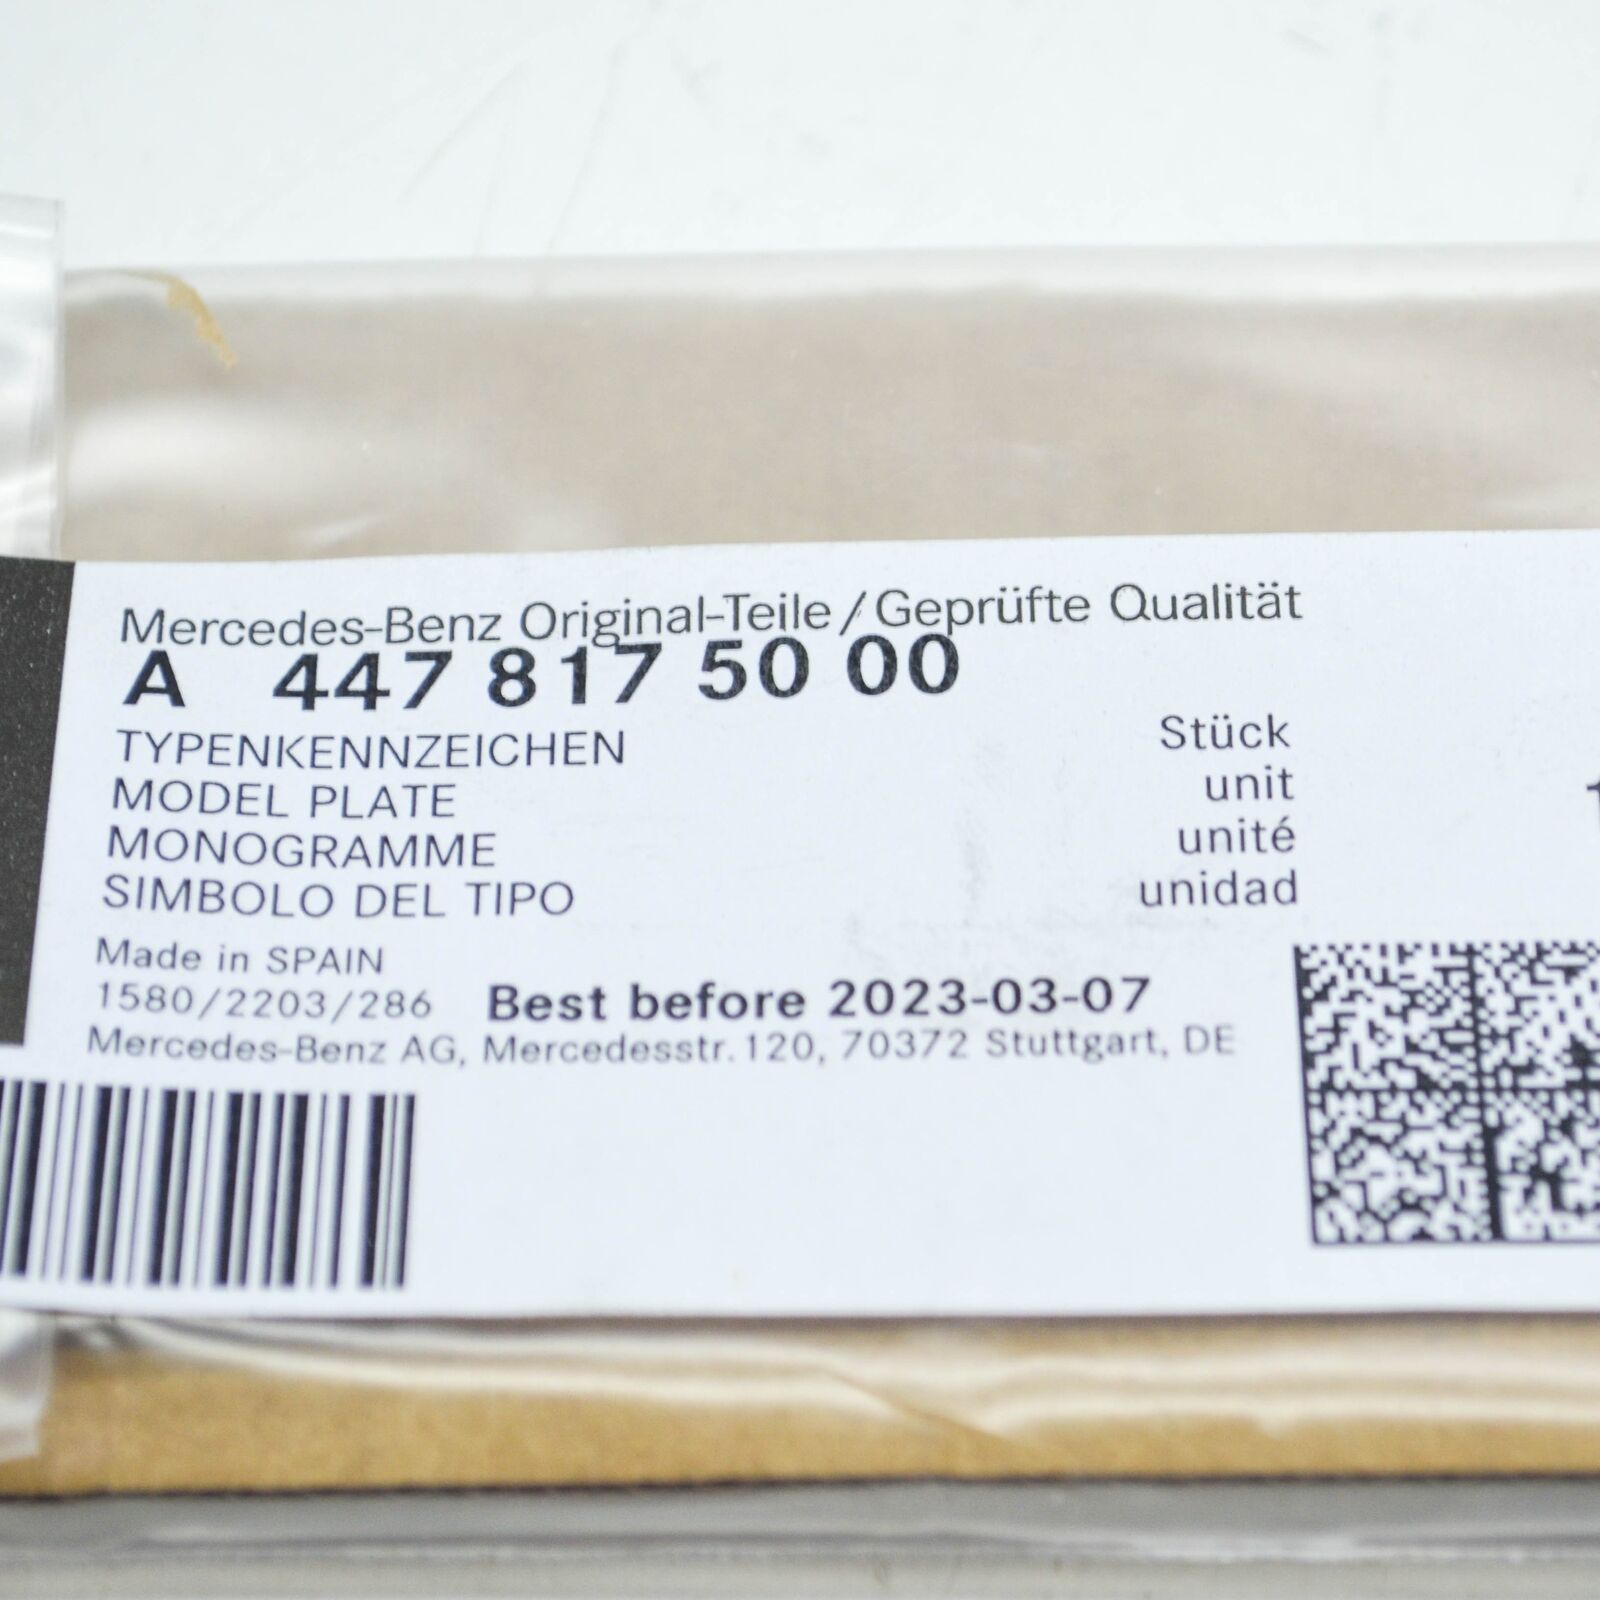 Mercedes-Benz Original-Teile / Geprüfte Qualität
A 447 817 50 00
TYPENKENNZEICHEN
MODEL PLATE
MONOGRAMME
SIMBOLO DEL TIPO
Stück
unit
unité
unidad
Made in SPAIN
1580/2203/286 Best before 2023-03-07
Mercedes-Benz AG, Mercedesstr. 120, 70372 Stuttgart, DE